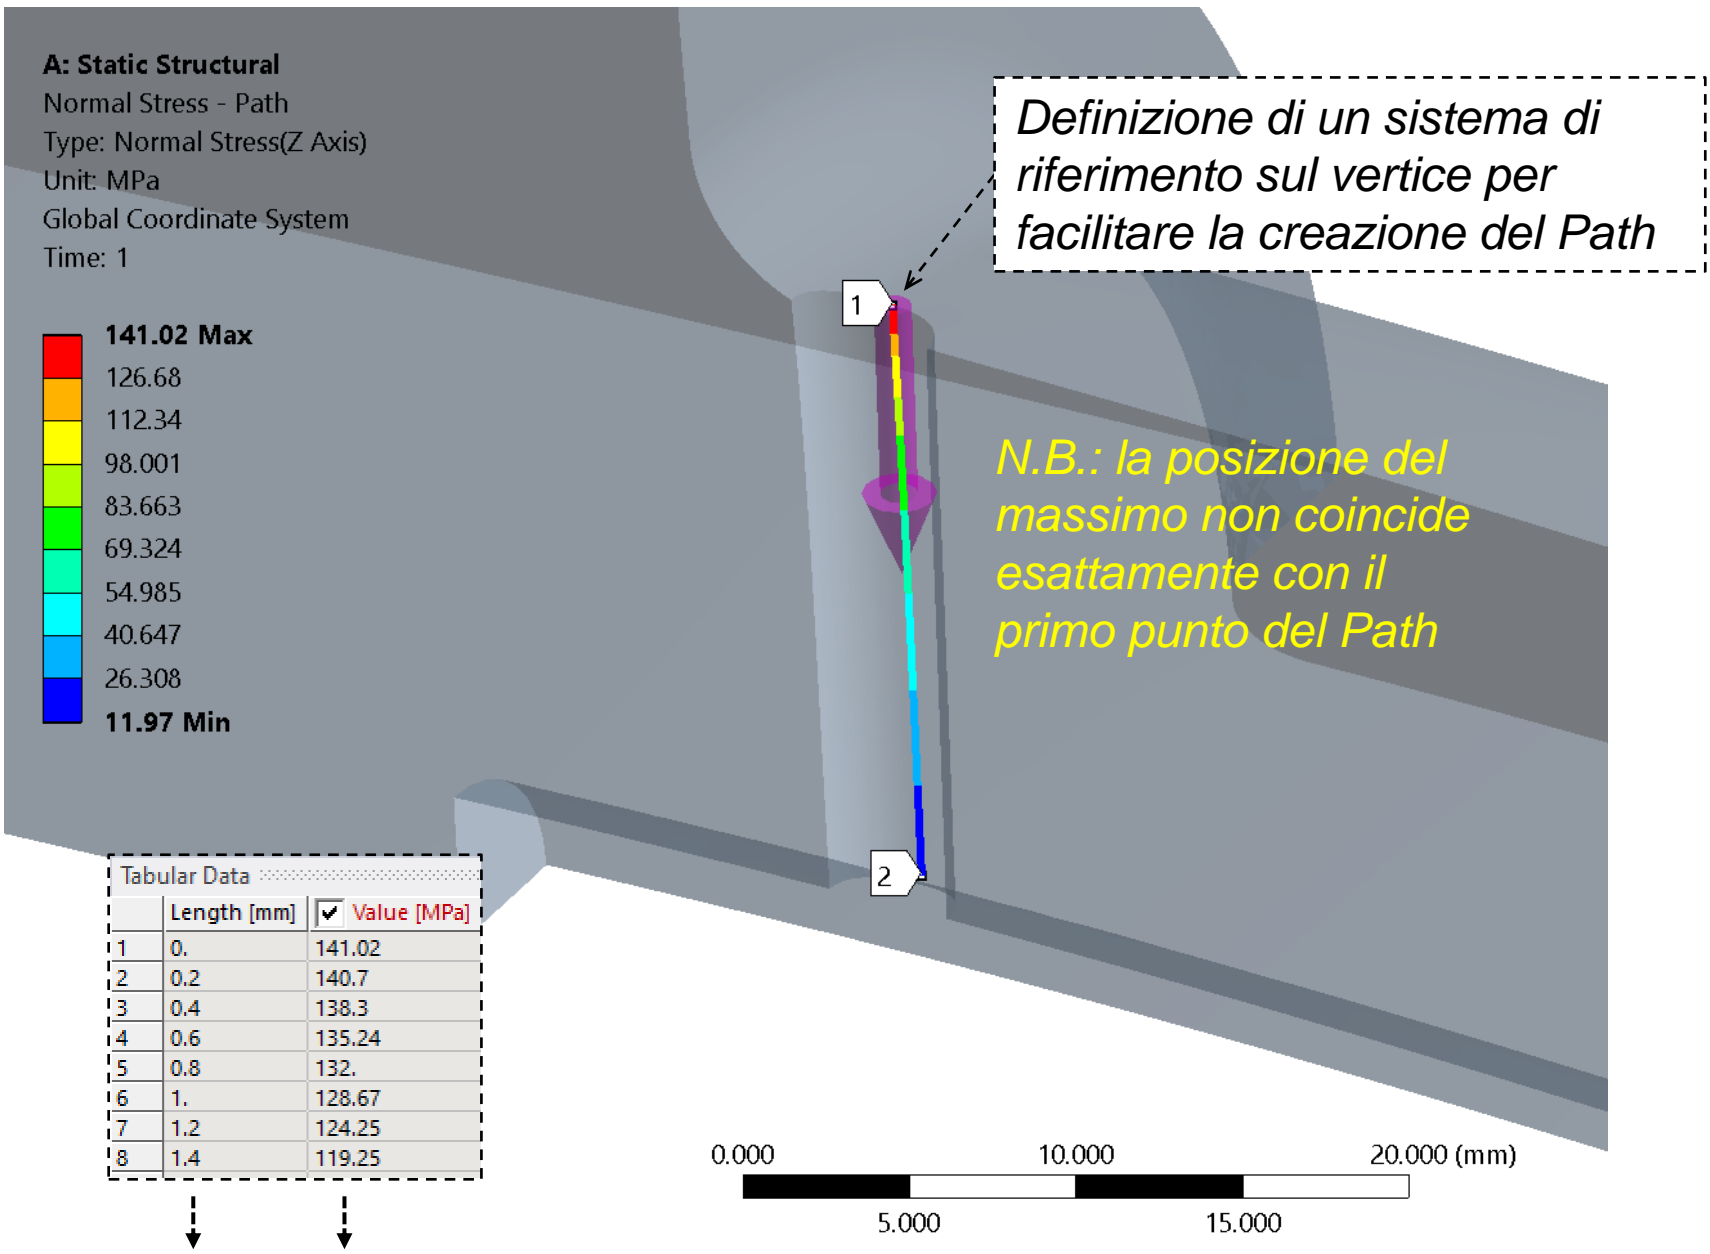 A: Static Structural
Normal Stress - Path
Type: Normal Stress(Z Axis)
Unit: MPa
Global Coordinate System
Time: 1
141.02 Max
126.68
112.34
98.001
83.663
69.324
54.985
40.647
26.308
11.97 Min
Definizione di un sistema di
riferimento sul vertice per
facilitare la creazione del Path
1
N.B.: la posizione del
massimo non coincide
esattamente con il
primo punto del Path
2
Tabular Data
Length [mm] Value [MPa]
1 0. 141.02
2 0.2 140.7
3 0.4 138.3
4 0.6 135.24
5 0.8 132.
6 1. 128.67
7 1.2 124.25
8 1.4 119.25
0.000 10.000 20.000 (mm)
5.000 15.000